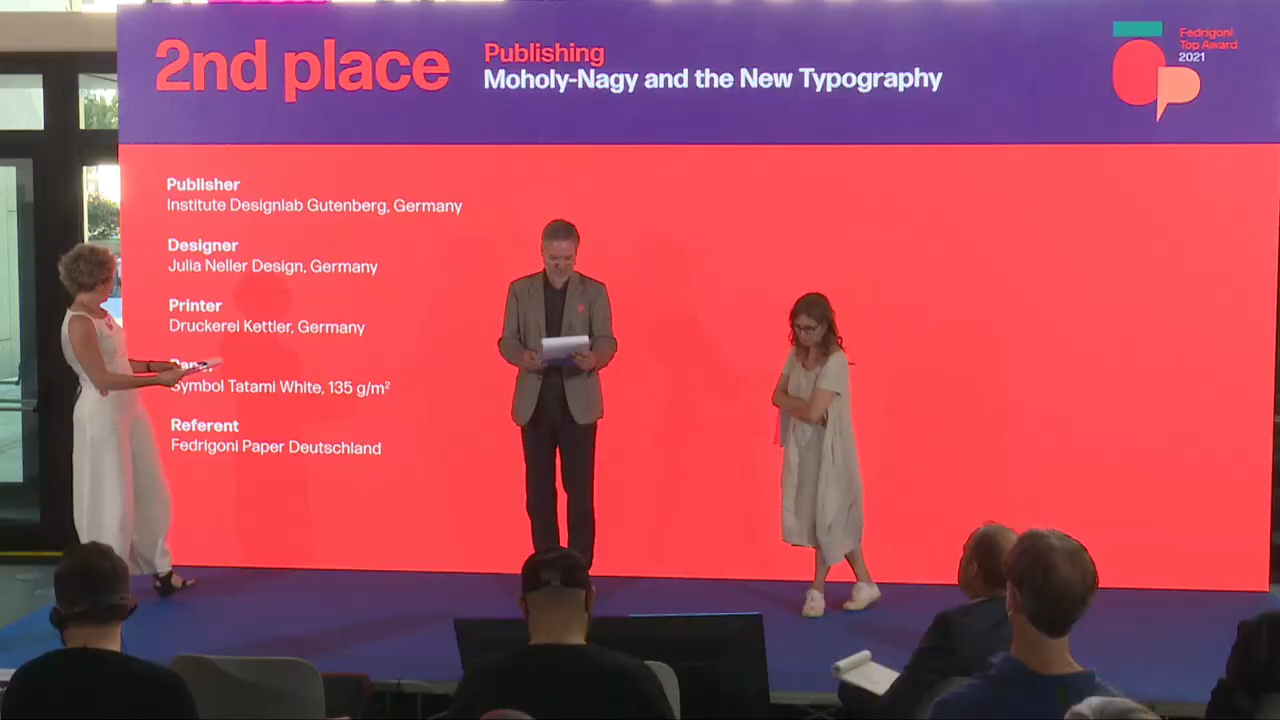 2nd place
Publishing
Moholy-Nagy and the New Typography
Fedrigoni
Top Award
2021
Publisher
Institute Designlab Gutenberg, Germany
Designer
Julia Neller Design, Germany
Printer
Druckerei Kettler, Germany
Paper
Symbol Tatami White, 135 g/m²
Referent
Fedrigoni Paper Deutschland